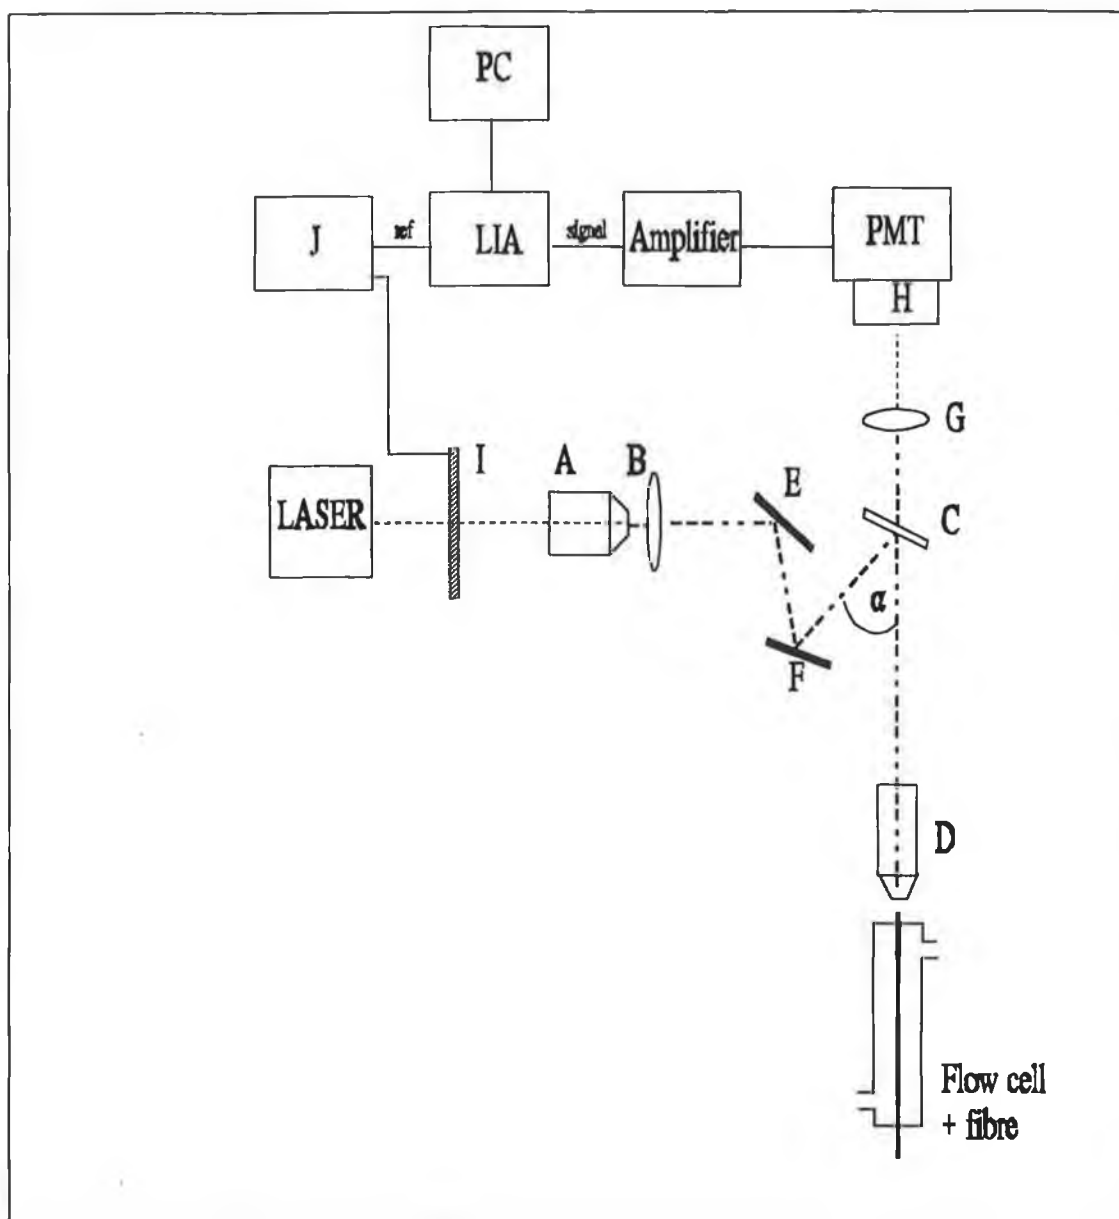 PC
J
ref
LIA
signal
Amplifier
PMT
H
G
I
A
B
E
C
LASER
α
F
D
Flow cell
+ fibre